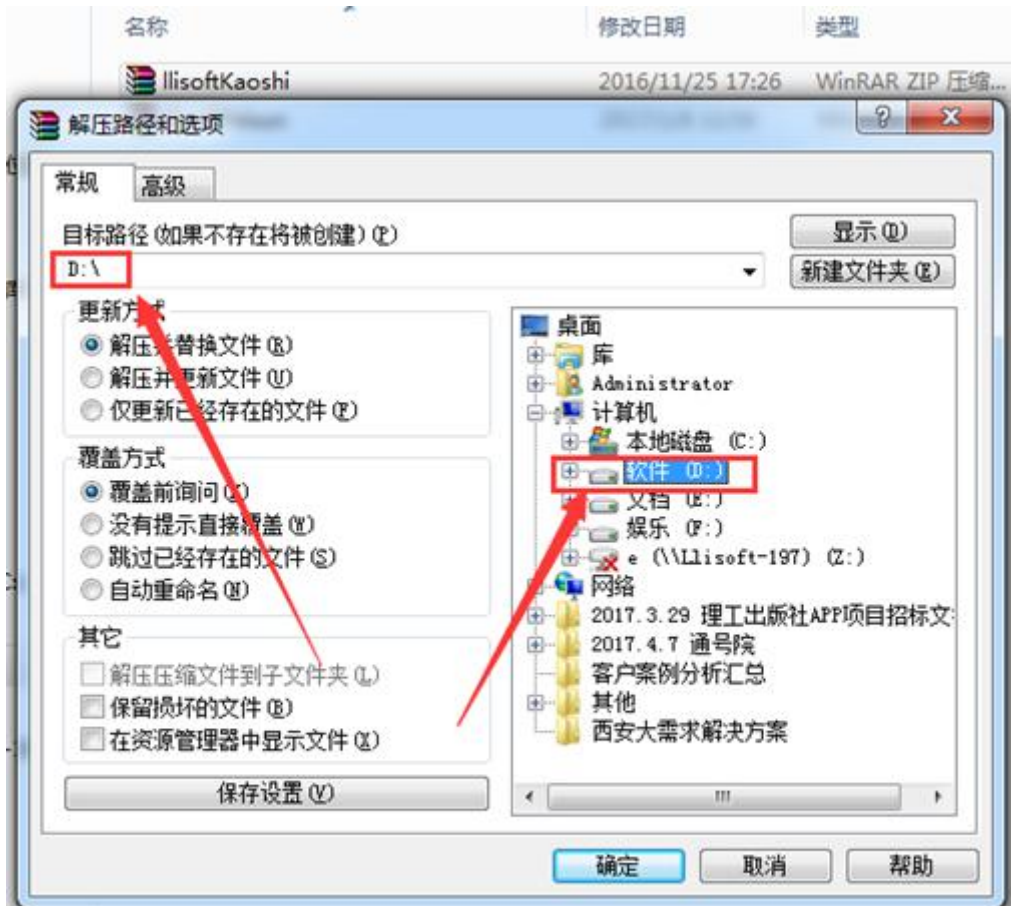 名称 修改日期 类型
llisoftKaoshi 2016/11/25 17:26 WinRAR ZIP 压缩...
解压路径和选项
常规 高级
目标路径(如果不存在将被创建)(P)
显示(D)
D:\
新建文件夹(E)
更新方式
解压并替换文件(R)
解压并更新文件(U)
仅更新已经存在的文件(F)
覆盖方式
覆盖前询问
没有提示直接覆盖(W)
跳过已经存在的文件(S)
自动重命名(N)
其它
解压压缩文件到子文件夹(L)
保留损坏的文件(B)
在资源管理器中显示文件(X)
保存设置(V)
桌面
库
Administrator
计算机
本地磁盘 (C:)
软件 (D:)
文档 (E:)
娱乐 (F:)
e (\\Llisoft-197) (Z:)
网络
2017.3.29 理工出版社APP项目招标文
2017.4.7 通号院
客户案例分析汇总
其他
西安大需求解决方案
确定 取消 帮助